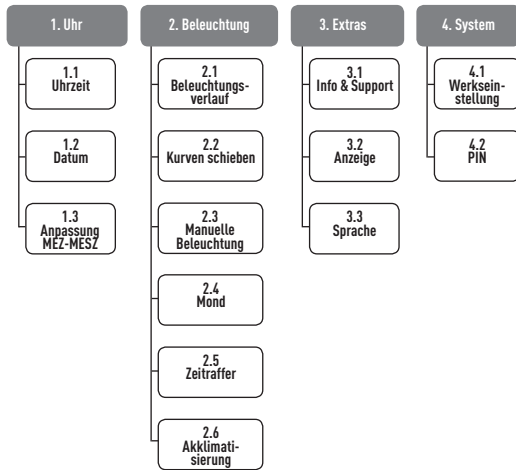 1. Uhr
1.1
Uhrzeit
1.2
Datum
1.3
Anpassung
MEZ-MESZ
2. Beleuchtung
2.1
Beleuchtungs-
verlauf
2.2
Kurven schieben
2.3
Manuelle
Beleuchtung
2.4
Mond
2.5
Zeitraffer
2.6
Akklimati-
sierung
3. Extras
3.1
Info & Support
3.2
Anzeige
3.3
Sprache
4. System
4.1
Werksein-
stellung
4.2
PIN